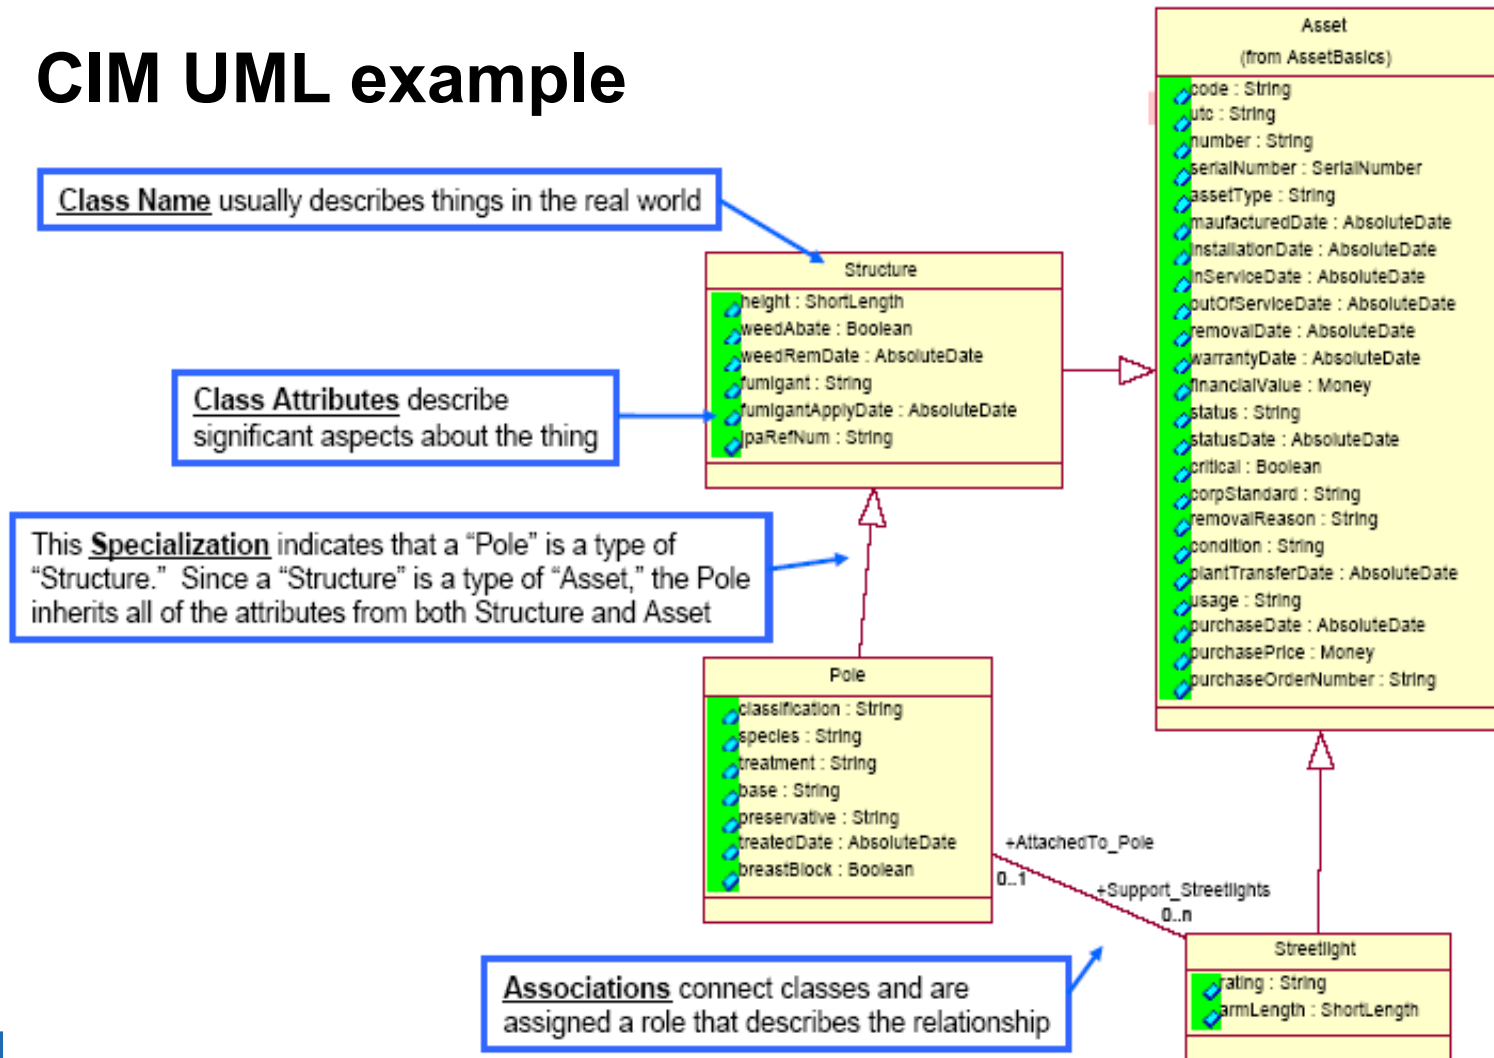 CIM UML example
Class Name usually describes things in the real world
Class Attributes describe
significant aspects about the thing
This Specialization indicates that a “Pole” is a type of
“Structure.” Since a “Structure” is a type of “Asset,” the Pole
inherits all of the attributes from both Structure and Asset
Associations connect classes and are
assigned a role that describes the relationship
Structure
height : ShortLength
weedAbate : Boolean
weedRemDate : AbsoluteDate
fumigant : String
fumigantApplyDate : AbsoluteDate
jpaRefNum : String
Pole
classification : String
species : String
treatment : String
base : String
preservative : String
treatedDate : AbsoluteDate
breastBlock : Boolean
+AttachedTo_Pole
0..1
+Support_Streetlights
0..n
Asset
(from AssetBasics)
code : String
utc : String
number : String
serialNumber : SerialNumber
assetType : String
maufacturedDate : AbsoluteDate
installationDate : AbsoluteDate
inServiceDate : AbsoluteDate
outOfServiceDate : AbsoluteDate
removalDate : AbsoluteDate
warrantyDate : AbsoluteDate
financialValue : Money
status : String
statusDate : AbsoluteDate
critical : Boolean
corpStandard : String
removalReason : String
condition : String
plantTransferDate : AbsoluteDate
usage : String
purchaseDate : AbsoluteDate
purchasePrice : Money
purchaseOrderNumber : String
Streetlight
rating : String
armLength : ShortLength